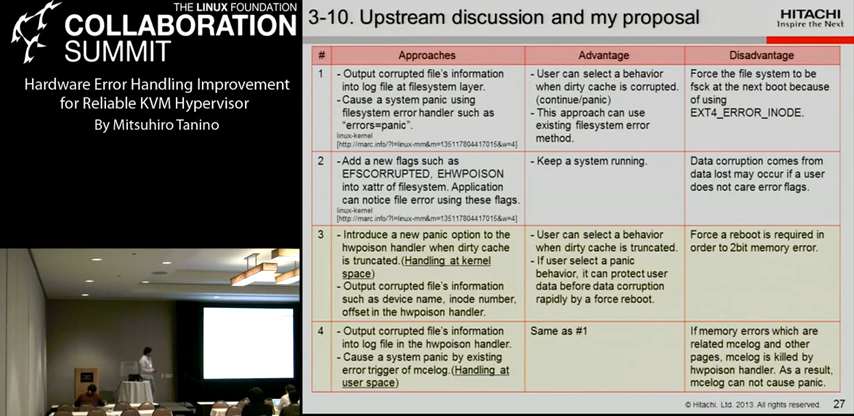 THE LINUX FOUNDATION
COLLABORATION
SUMMIT
Hardware Error Handling Improvement
for Reliable KVM Hypervisor
By Mitsuhiro Tanino
3-10. Upstream discussion and my proposal
HITACHI
Inspire the Next
# Approaches Advantage Disadvantage
1
- Output corrupted file's information
into log file at filesystem layer.
- Cause a system panic using
filesystem error handler such as
"errors=panic".
linux-kernel
[http://marc.info/?l=linux-mm&m=135117804417015&w=4]
- User can select a behavior
when dirty cache is corrupted.
(continue/panic)
- This approach can use
existing filesystem error
method.
Force the file system to be
fsck at the next boot because
of using
EXT4_ERROR_INODE.
2
- Add a new flags such as
EFSCORRUPTED, EHWPOISON
into xattr of filesystem. Application
can notice file error using these flags.
linux-kernel
[http://marc.info/?l=linux-mm&m=135117804417015&w=4]
- Keep a system running.
Data corruption comes from
data lost may occur if a user
does not care error flags.
3
- Introduce a new panic option to the
hwpoison handler when dirty cache
is truncated.(Handling at kernel
space)
- Output corrupted file's information
such as device name, inode number,
offset in the hwpoison handler.
- User can select a behavior
when dirty cache is truncated.
- If user select a panic
behavior, it can protect user
data before data corruption
rapidly by a force reboot.
Force a reboot is required in
order to 2bit memory error.
4
- Output corrupted file's information
into log file in the hwpoison handler.
- Cause a system panic by existing
error trigger of mcelog.(Handling at
user space)
Same as #1
If memory errors which are
related mcelog and other
pages, mcelog is killed by
hwpoison handler. As a result,
mcelog can not cause panic.
© Hitachi, Ltd. 2013. All rights reserved. 27